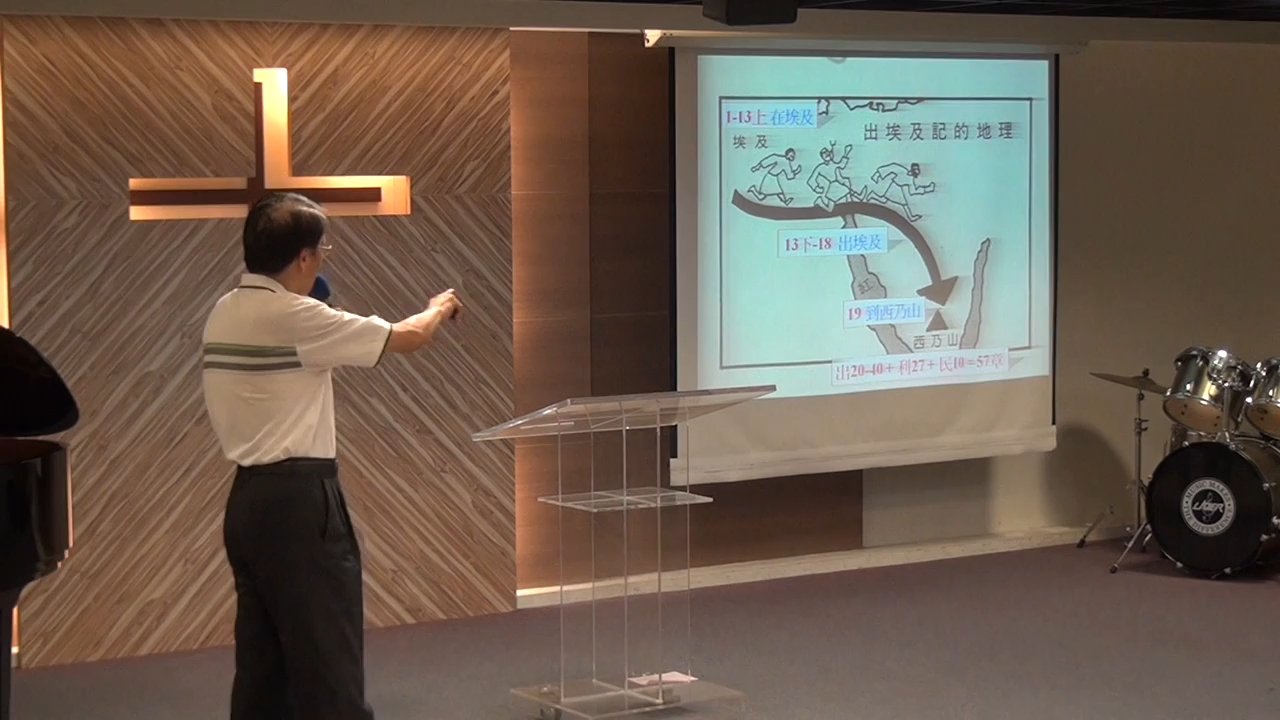 1-13上 在埃及
出埃及記的地理
埃及
13下-18 出埃及
紅
19 到西乃山
西乃山
出20-40+利27+民10=57章
MUSIC MAKES